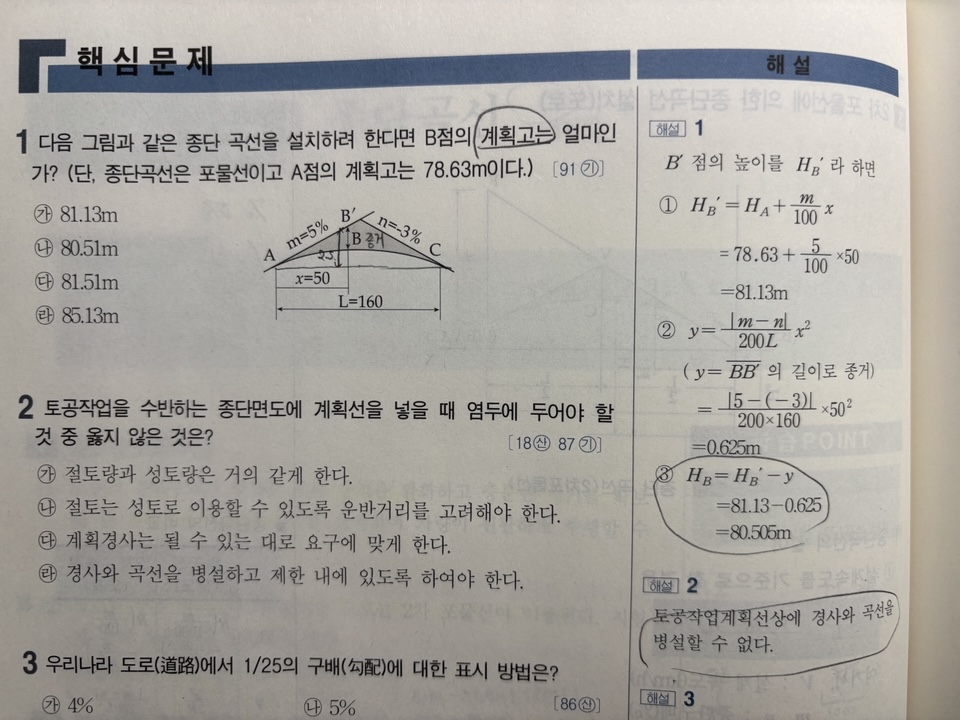 핵심문제
1 다음 그림과 같은 종단 곡선을 설치하려 한다면 B점의 계획고는 얼마인
가? (단, 종단곡선은 포물선이고 A점의 계획고는 78.63m이다.) [91 ㉮]
㉮ 81.13m
㉯ 80.51m
㉰ 81.51m
㉱ 85.13m
B′
m=5%
n=-3%
B 종거
A
C
x=50
L=160
2 토공작업을 수반하는 종단면도에 계획선을 넣을 때 염두에 두어야 할
것 중 옳지 않은 것은? [18㉂ 87 ㉮]
㉮ 절토량과 성토량은 거의 같게 한다.
㉯ 절토는 성토로 이용할 수 있도록 운반거리를 고려해야 한다.
㉰ 계획경사는 될 수 있는 대로 요구에 맞게 한다.
㉱ 경사와 곡선을 병설하고 제한 내에 있도록 하여야 한다.
3 우리나라 도로(道路)에서 1/25의 구배(勾配)에 대한 표시 방법은?
[86㉂]
㉮ 4% ㉯ 5%
해설
해설 1
B′ 점의 높이를 H_B′ 라 하면
① H_B′ = H_A + m/100 x
= 78.63 + 5/100 ×50
=81.13m
② y = |m−n|/200L x²
( y = BB′ 의 길이로 종거)
= |5−(−3)|/200×160 ×50²
=0.625m
③ H_B = H_B′ − y
=81.13−0.625
=80.505m
해설 2
토공작업계획선상에 경사와 곡선을
병설할 수 없다.
해설 3